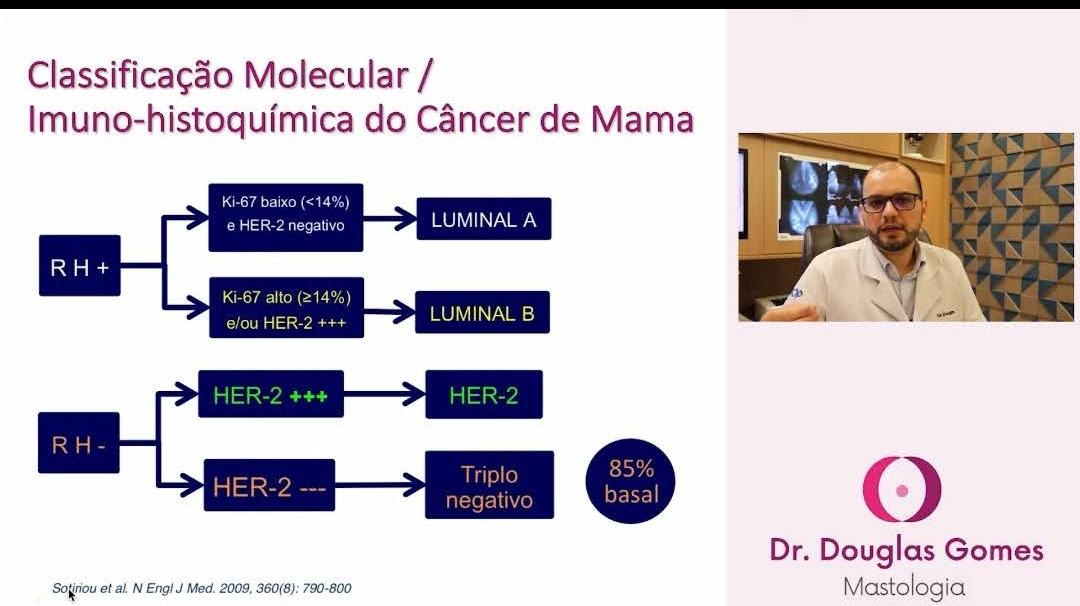 Classificação Molecular /
Imuno-histoquímica do Câncer de Mama
R H +
Ki-67 baixo (<14%)
e HER-2 negativo
LUMINAL A
Ki-67 alto (≥14%)
e/ou HER-2 +++
LUMINAL B
R H -
HER-2 +++
HER-2
HER-2 ---
Triplo
negativo
85%
basal
Sotiriou et al. N Engl J Med. 2009, 360(8): 790-800
Dr. Douglas Gomes
Mastologia